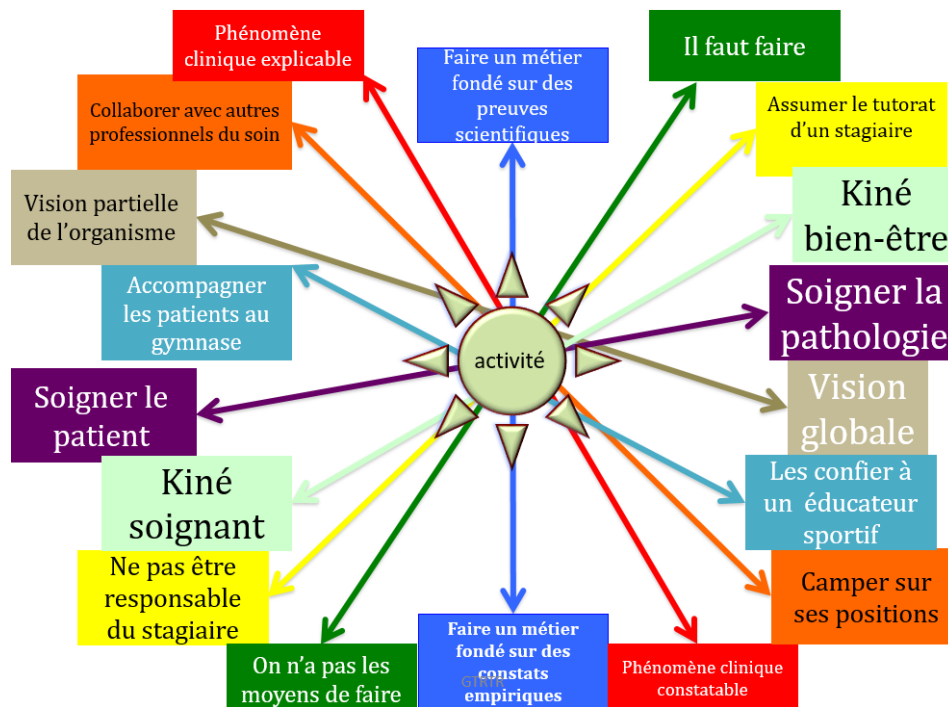 Phénomène
clinique explicable
Faire un métier
fondé sur des
preuves
scientifiques
Il faut faire
Collaborer avec autres
professionnels du soin
Assumer le tutorat
d'un stagiaire
Vision partielle
de l'organisme
Kiné
bien-être
Accompagner
les patients au
gymnase
Soigner la
pathologie
activité
Soigner le
patient
Vision
globale
Kiné
soignant
Les confier à
un éducateur
sportif
Ne pas être
responsable
du stagiaire
Camper sur
ses positions
On n'a pas les
moyens de faire
Faire un métier
fondé sur des
constats
empiriques
Phénomène clinique
constatable